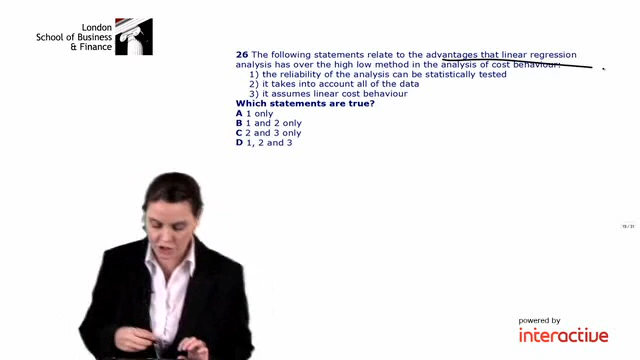 London
School of Business
& Finance
26 The following statements relate to the advantages that linear regression
analysis has over the high low method in the analysis of cost behaviour:
1) the reliability of the analysis can be statistically tested
2) it takes into account all of the data
3) it assumes linear cost behaviour
Which statements are true?
A 1 only
B 1 and 2 only
C 2 and 3 only
D 1, 2 and 3
powered by
interactive